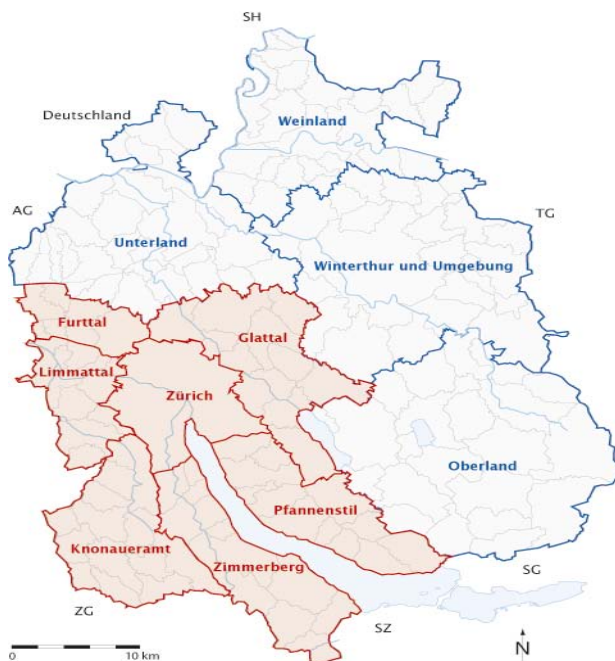 SH
Deutschland
Weinland
AG
TG
Unterland
Winterthur und Umgebung
Furttal
Glattal
Limmattal
Zürich
Oberland
Pfannenstil
Knonaueramt
Zimmerberg
SG
ZG
SZ
0 10 km
N